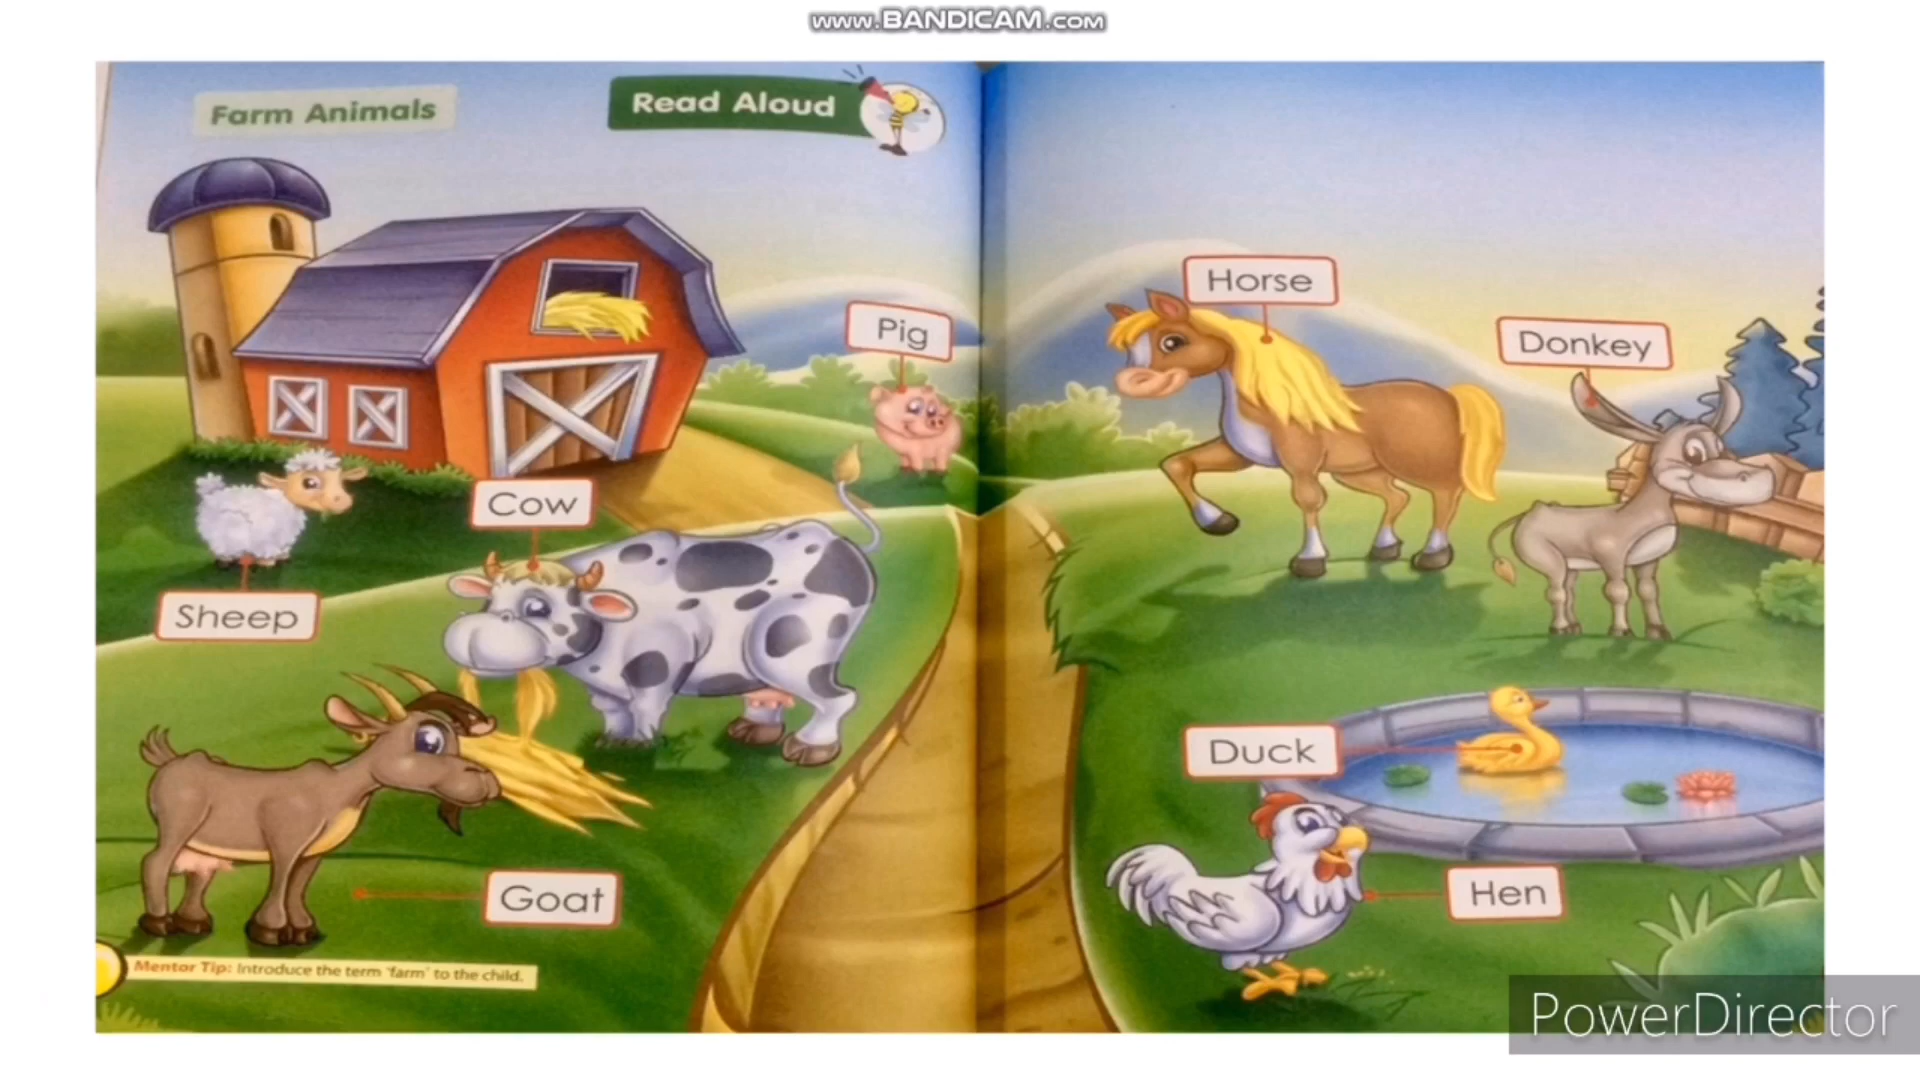 www.BANDICAM.com
Farm Animals
Read Aloud
Pig
Cow
Sheep
Goat
Mentor Tip: Introduce the term 'farm' to the child.
Horse
Donkey
Duck
Hen
PowerDirector